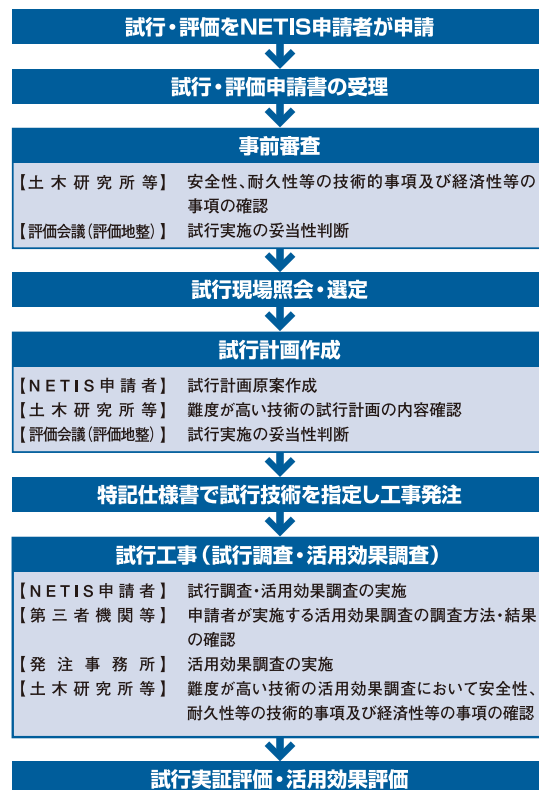 試行・評価をNETIS申請者が申請
試行・評価申請書の受理
事前審査
【土木研究所等】 安全性、耐久性等の技術的事項及び経済性等の
事項の確認
【評価会議(評価地整)】 試行実施の妥当性判断
試行現場照会・選定
試行計画作成
【NETIS申請者】 試行計画原案作成
【土木研究所等】 難度が高い技術の試行計画の内容確認
【評価会議(評価地整)】 試行実施の妥当性判断
特記仕様書で試行技術を指定し工事発注
試行工事(試行調査・活用効果調査)
【NETIS申請者】 試行調査・活用効果調査の実施
【第三者機関等】 申請者が実施する活用効果調査の調査方法・結果
の確認
【発注事務所】 活用効果調査の実施
【土木研究所等】 難度が高い技術の活用効果調査において安全性、
耐久性等の技術的事項及び経済性等の事項の確認
試行実証評価・活用効果評価